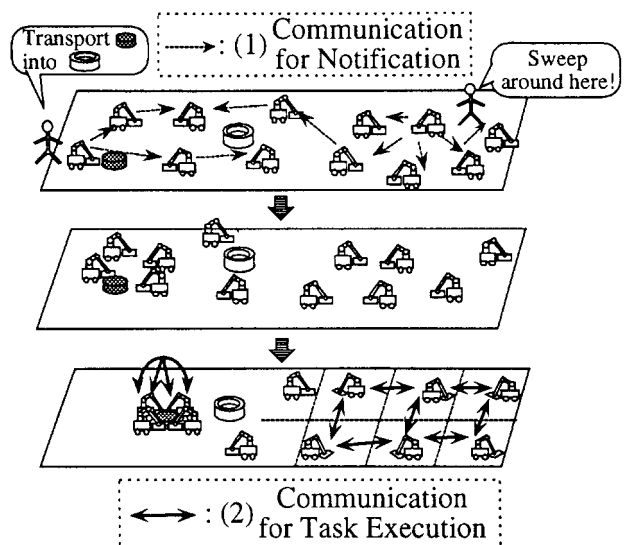 Transport
into
: (1) Communication
for Notification
Sweep
around here!
: (2) Communication
for Task Execution